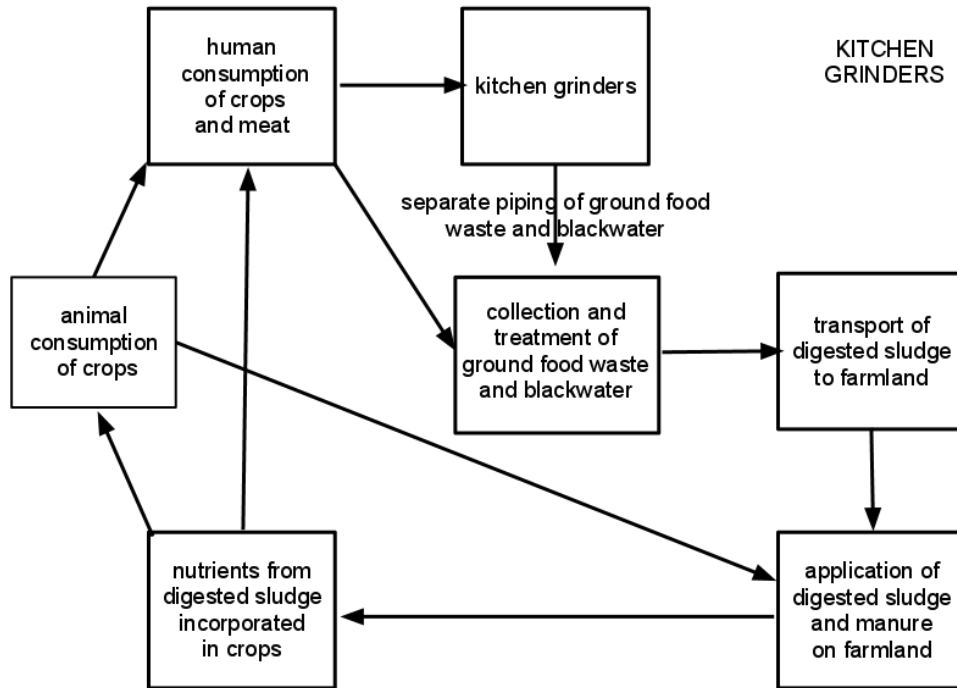 human
consumption
of crops
and meat
kitchen grinders
KITCHEN
GRINDERS
separate piping of ground food
waste and blackwater
animal
consumption
of crops
collection and
treatment of
ground food waste
and blackwater
transport of
digested sludge
to farmland
nutrients from
digested sludge
incorporated
in crops
application of
digested sludge
and manure
on farmland